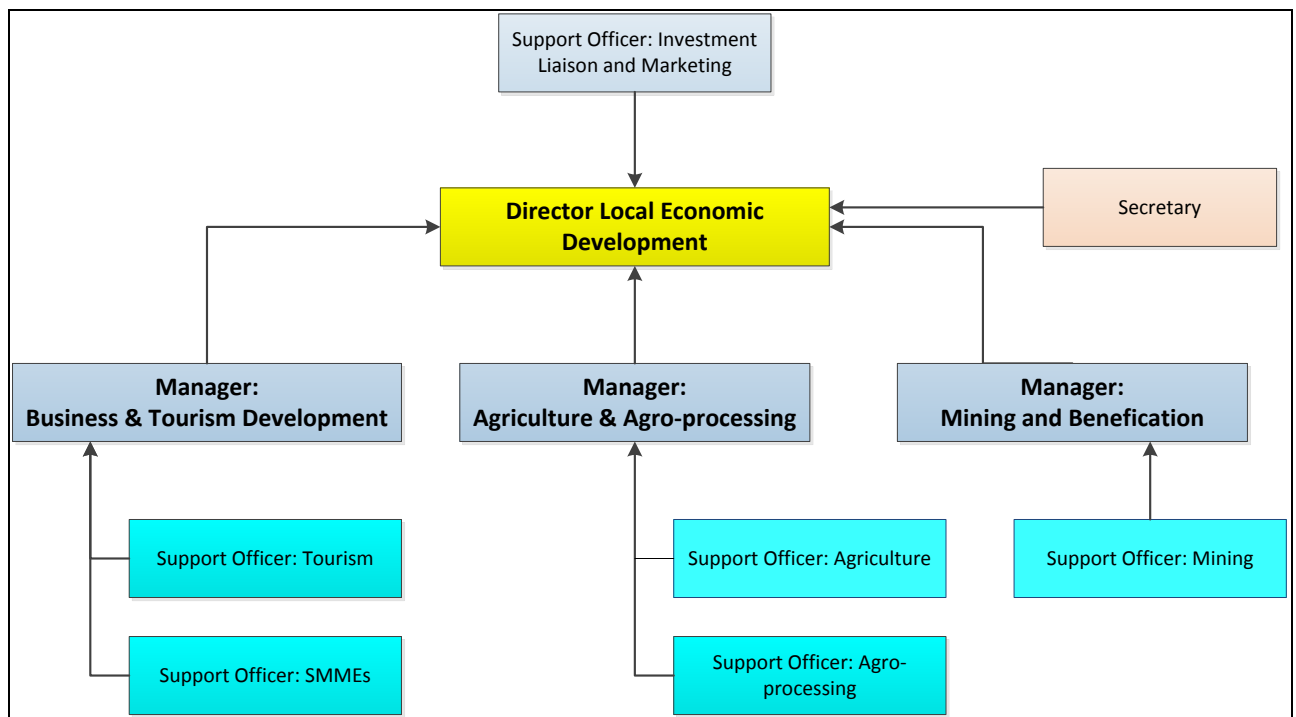 Support Officer: Investment
Liaison and Marketing
Director Local Economic
Development
Secretary
Manager:
Business & Tourism Development
Manager:
Agriculture & Agro-processing
Manager:
Mining and Benefication
Support Officer: Tourism
Support Officer: Agriculture
Support Officer: Mining
Support Officer: SMMEs
Support Officer: Agro-
processing